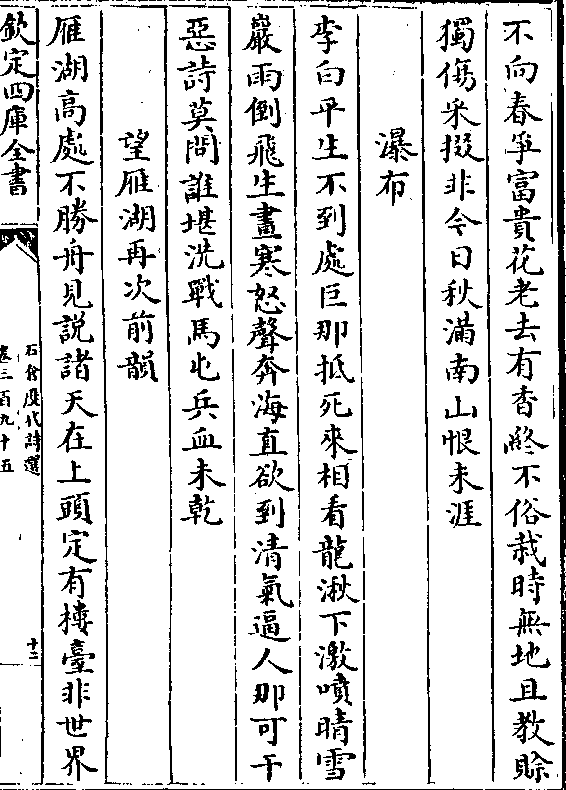 不向春爭富貴花老去有香終不俗栽時無地且教賒
獨傷采掇非今日秋滿南山恨未涯
瀑布
李白平生不到處巨那抵死來相看龍湫下激噴晴雪
巖雨倒飛生晝寒怒聲奔海直欲到清氣逼人那可干
惡詩莫問誰堪洗戰馬屯兵血未乾
望雁湖再次前韻
雁湖高處不勝舟見說諸天在上頭定有樓臺非世界
欽定四庫全書
石倉歷代詩選
卷三百九十五
十二